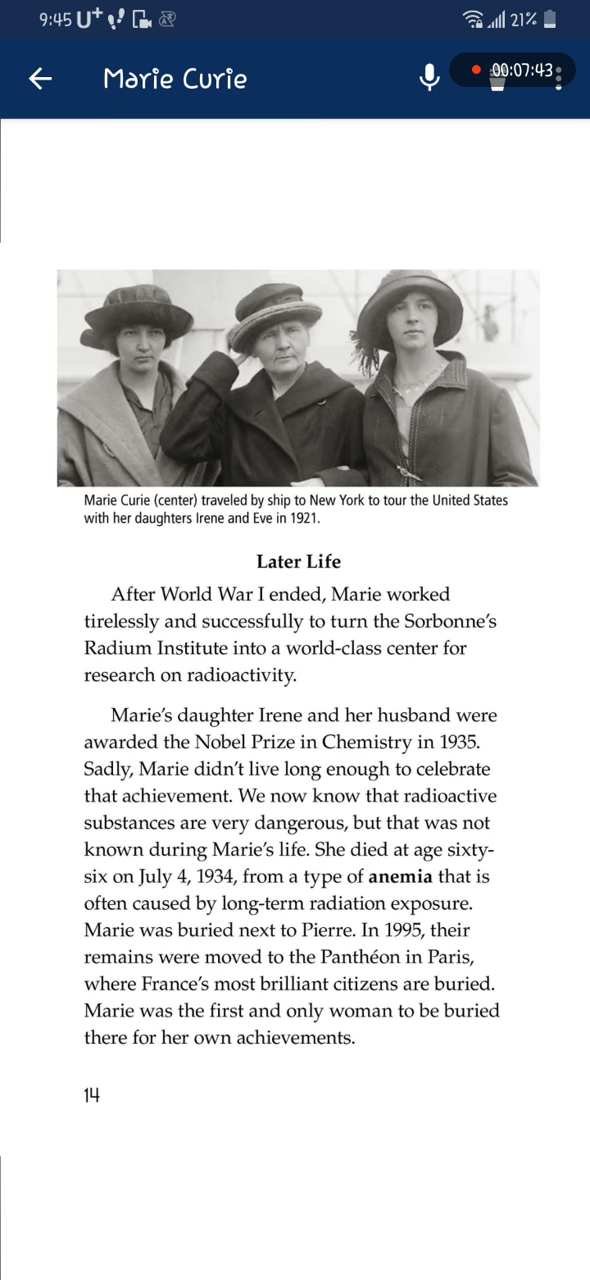 9:45 U+ 21%
Marie Curie 00:07:43
Marie Curie (center) traveled by ship to New York to tour the United States
with her daughters Irene and Eve in 1921.
Later Life
After World War I ended, Marie worked
tirelessly and successfully to turn the Sorbonne’s
Radium Institute into a world-class center for
research on radioactivity.
Marie’s daughter Irene and her husband were
awarded the Nobel Prize in Chemistry in 1935.
Sadly, Marie didn’t live long enough to celebrate
that achievement. We now know that radioactive
substances are very dangerous, but that was not
known during Marie’s life. She died at age sixty-
six on July 4, 1934, from a type of anemia that is
often caused by long-term radiation exposure.
Marie was buried next to Pierre. In 1995, their
remains were moved to the Panthéon in Paris,
where France’s most brilliant citizens are buried.
Marie was the first and only woman to be buried
there for her own achievements.
14